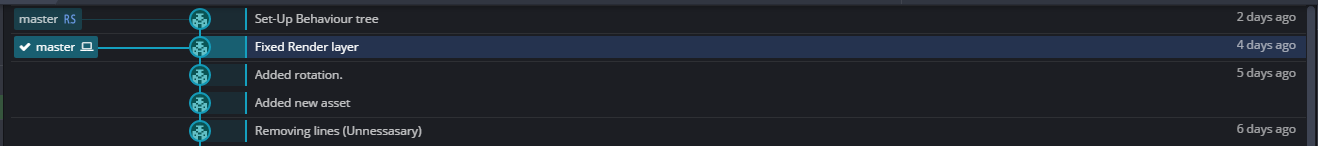 master RS Set-Up Behaviour tree 2 days ago
master Fixed Render layer 4 days ago
Added rotation. 5 days ago
Added new asset
Removing lines (Unnessasary) 6 days ago